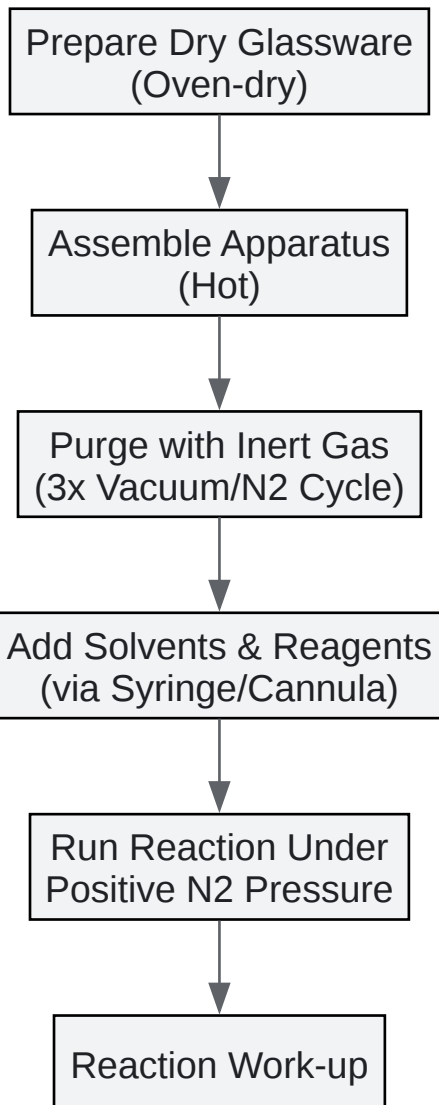 Prepare Dry Glassware
(Oven-dry)
Assemble Apparatus
(Hot)
Purge with Inert Gas
(3x Vacuum/N2 Cycle)
Add Solvents & Reagents
(via Syringe/Cannula)
Run Reaction Under
Positive N2 Pressure
Reaction Work-up